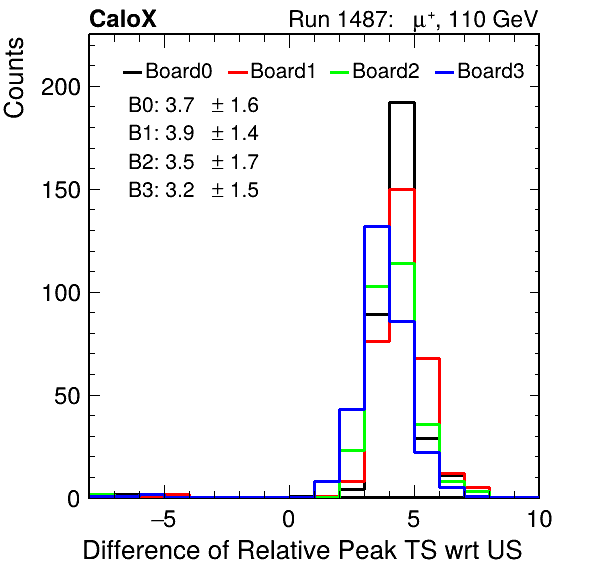 CaloX Run 1487: μ⁺, 110 GeV
Counts
Board0 Board1 Board2 Board3
B0: 3.7 ± 1.6
B1: 3.9 ± 1.4
B2: 3.5 ± 1.7
B3: 3.2 ± 1.5
200
150
100
50
0
−5 0 5 10
Difference of Relative Peak TS wrt US